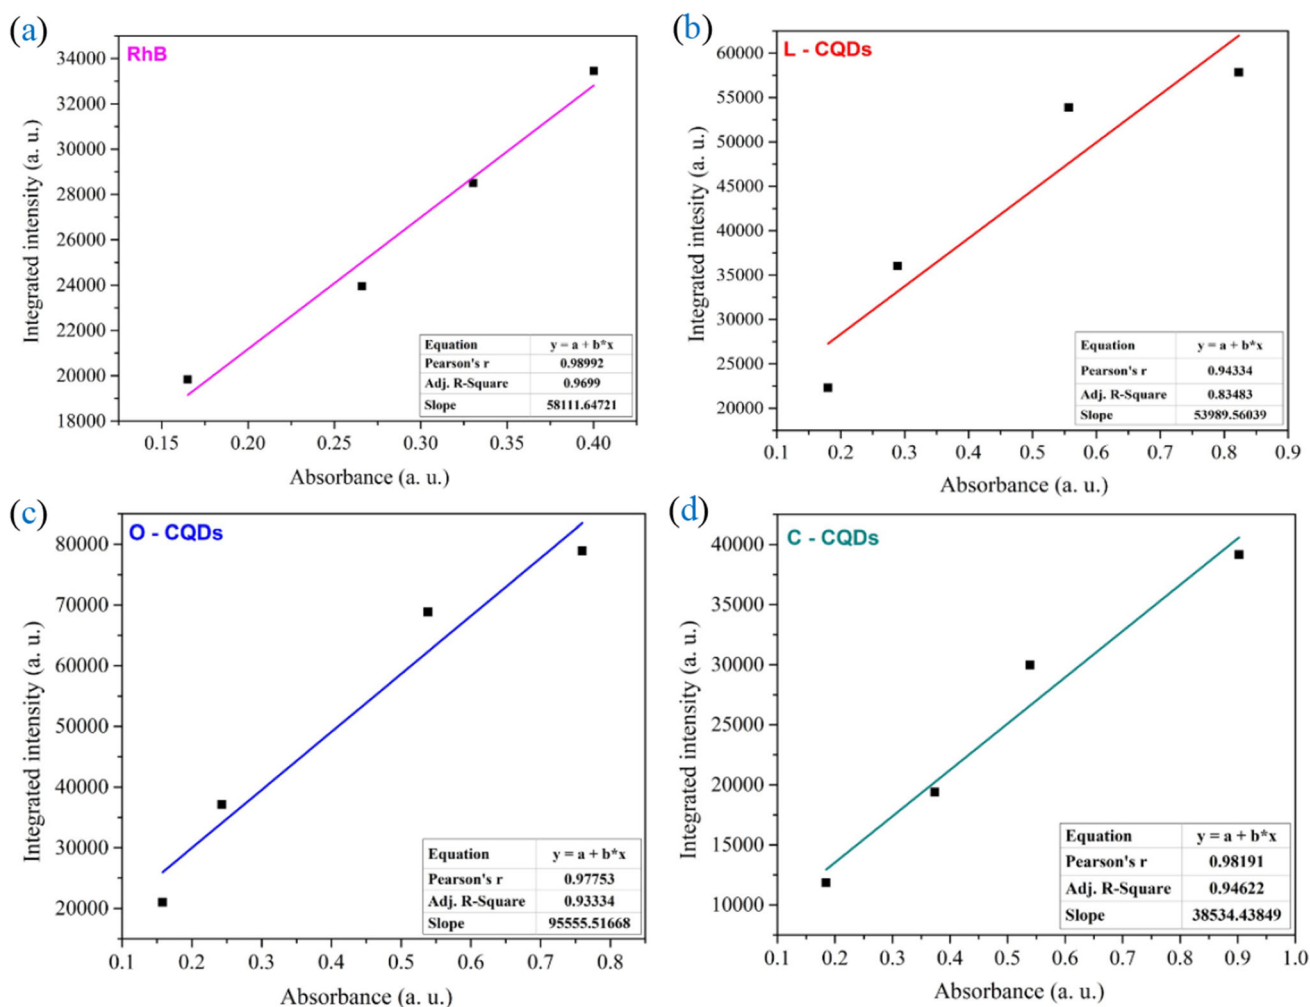 (a)
RhB
Integrated intensity (a. u.)
34000
32000
30000
28000
26000
24000
22000
20000
18000
Equation y = a + b*x
Pearson's r 0.98992
Adj. R-Square 0.9699
Slope 58111.64721
0.15 0.20 0.25 0.30 0.35 0.40
Absorbance (a. u.)
(b)
L - CQDs
Integrated intesity (a. u.)
60000
55000
50000
45000
40000
35000
30000
25000
20000
Equation y = a + b*x
Pearson's r 0.94334
Adj. R-Square 0.83483
Slope 53989.56039
0.1 0.2 0.3 0.4 0.5 0.6 0.7 0.8 0.9
Absorbance (a. u.)
(c)
O - CQDs
Integrated intensity (a. u.)
80000
70000
60000
50000
40000
30000
20000
Equation y = a + b*x
Pearson's r 0.97753
Adj. R-Square 0.93334
Slope 95555.51668
0.1 0.2 0.3 0.4 0.5 0.6 0.7 0.8
Absorbance (a. u.)
(d)
C - CQDs
Integrated intensity (a. u.)
40000
35000
30000
25000
20000
15000
10000
Equation y = a + b*x
Pearson's r 0.98191
Adj. R-Square 0.94622
Slope 38534.43849
0.1 0.2 0.3 0.4 0.5 0.6 0.7 0.8 0.9 1.0
Absorbance (a. u.)